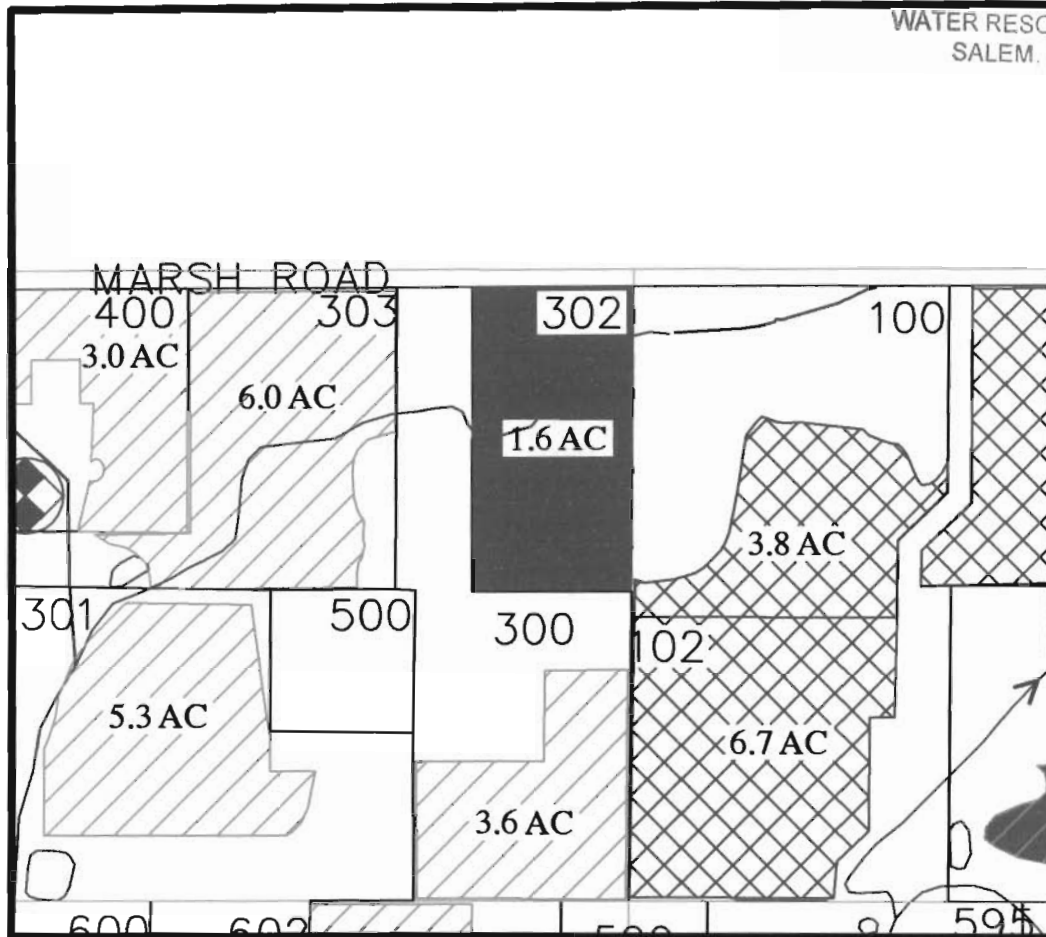 WATER RESO
SALEM.
MARSH ROAD
400
303
302
100
3.0 AC
6.0 AC
1.6 AC
3.8 AC
301
500
300
102
5.3 AC
6.7 AC
3.6 AC
600
602
595